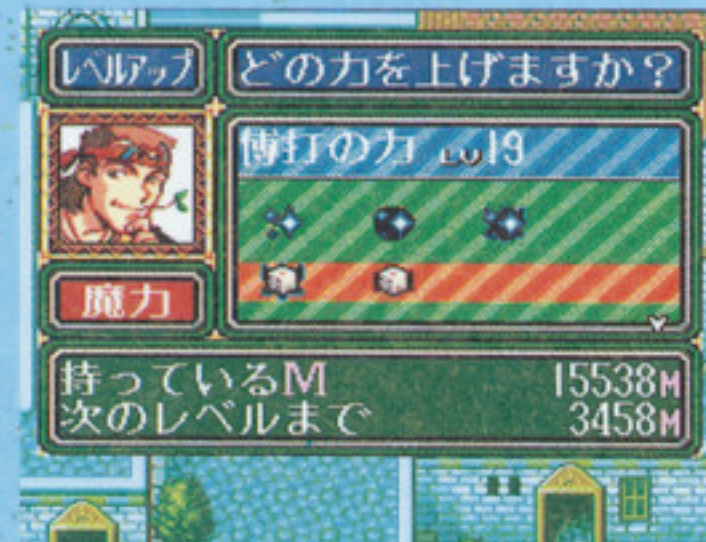 レベルアップ
どの力を上げますか?
博打の力 LV19
魔力
持っているM 15538M
次のレベルまで 3458M